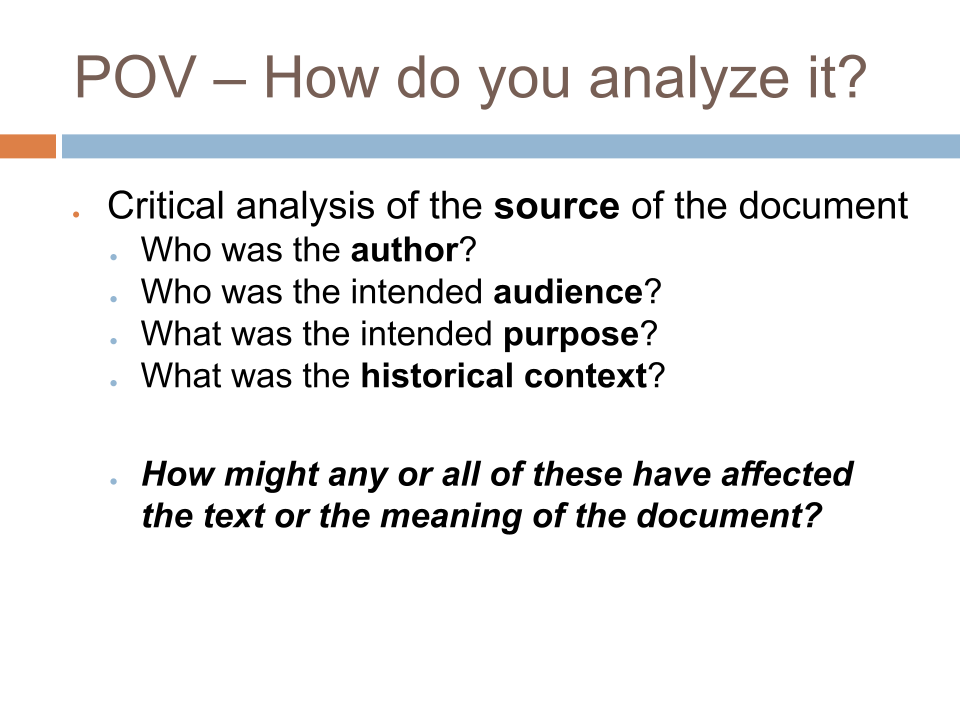 POV – How do you analyze it?
● Critical analysis of the source of the document
● Who was the author?
● Who was the intended audience?
● What was the intended purpose?
● What was the historical context?
● How might any or all of these have affected
the text or the meaning of the document?